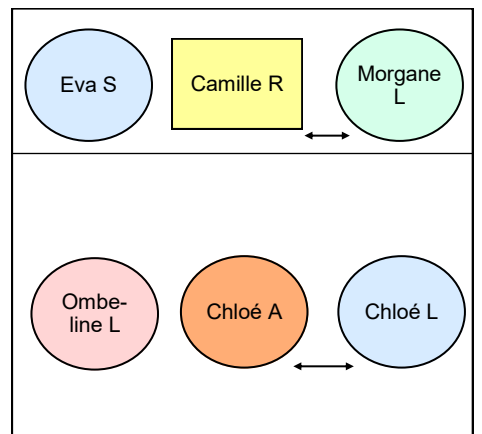 Eva S
Camille R
Morgane
L
Ombe-
line L
Chloé A
Chloé L